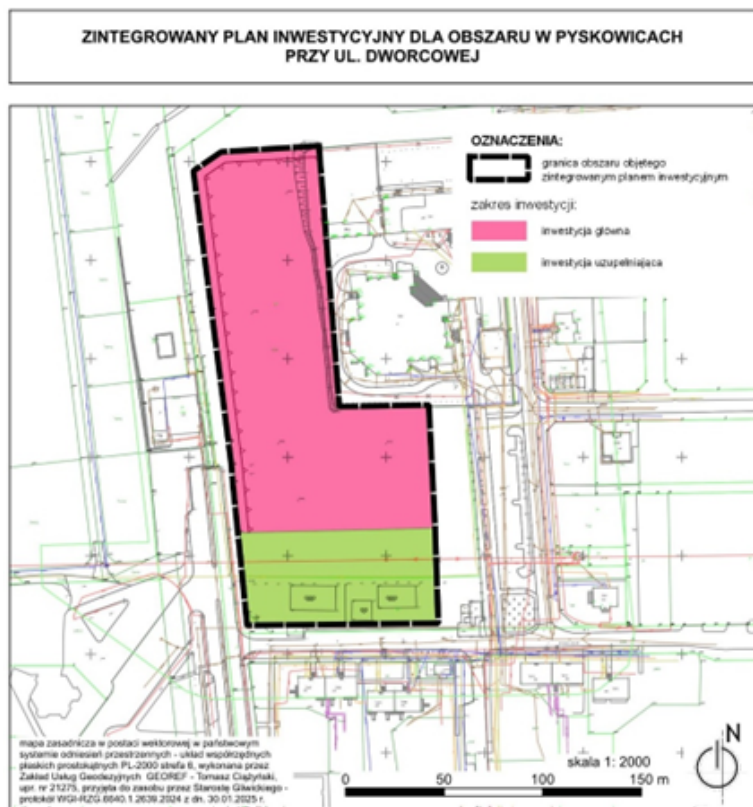 ZINTEGROWANY PLAN INWESTYCYJNY DLA OBSZARU W PYSKOWICACH
PRZY UL. DWORCOWEJ
OZNACZENIA:
granica obszaru objętego
zintegrowanym planem inwestycyjnym
zakres inwestycji:
inwestycja główna
inwestycja uzupełniająca
mapa zasadnicza w postaci wektorowej w państwowym
systemie odniesień przestrzennych - układ współrzędnych
płaskich prostokątnych PL-2000 strefa 6, wykonana przez
Zakład Usług Geodezyjnych GEOREF - Tomasz Ciążyński,
upr. nr 21275, przyjęta do zasobu przez Starostę Gliwickiego -
protokół WGI-RZG.6640.1.2639.2024 z dn. 30.01.2025 r.
N
skala 1: 2000
0 50 100 150 m